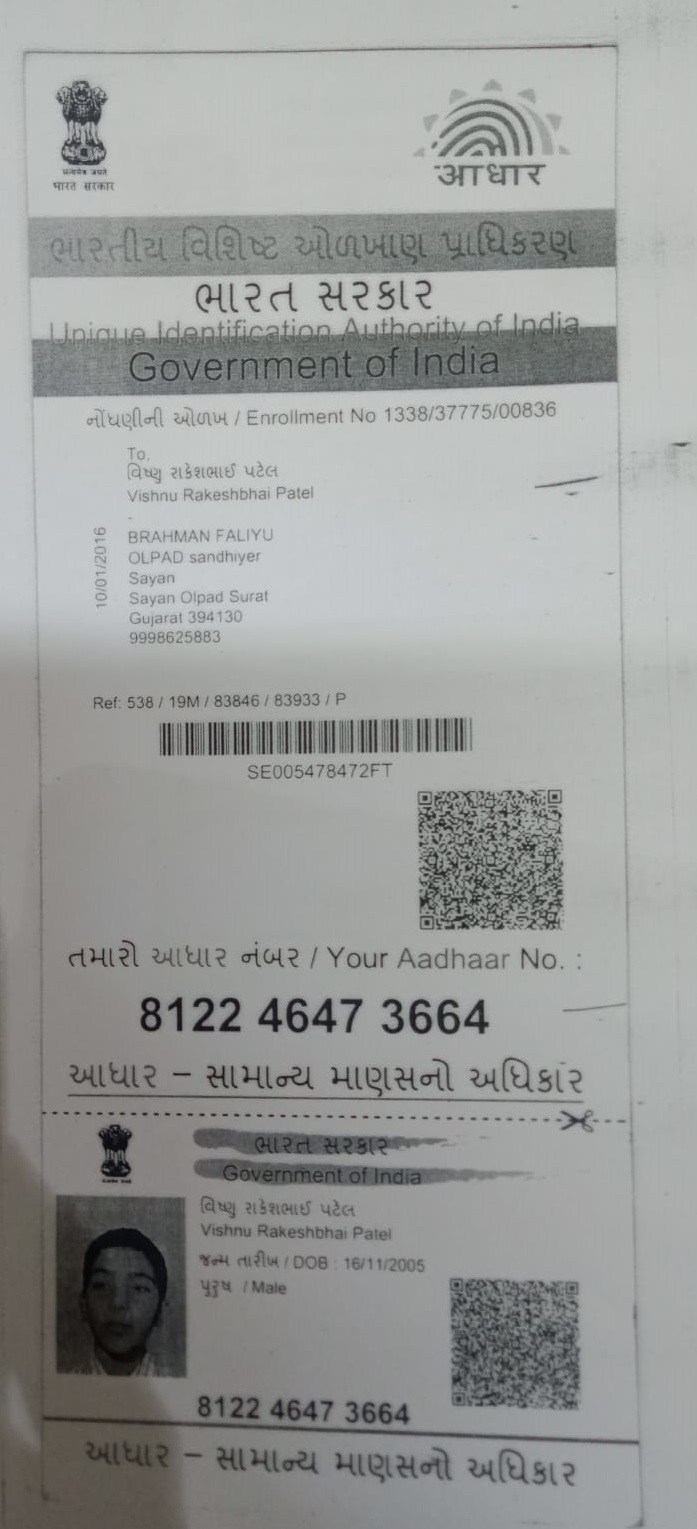 सत्यमेव जयते
भारत सरकार
आधार
ભારતીય વિશિષ્ટ ઓળખાણ પ્રાધિકરણ
ભારત સરકાર
Unique Identification Authority of India
Government of India
નોંધણીની ઓળખ / Enrollment No 1338/37775/00836
To,
વિષ્ણુ રાકેશભાઈ પટેલ
Vishnu Rakeshbhai Patel
-
BRAHMAN FALIYU
OLPAD sandhiyer
Sayan
Sayan Olpad Surat
Gujarat 394130
9998625883
10/01/2016
Ref: 538 / 19M / 83846 / 83933 / P
SE005478472FT
તમારો આધાર નંબર / Your Aadhaar No. :
8122 4647 3664
આધાર – સામાન્ય માણસનો અધિકાર
ભારત સરકાર
Government of India
વિષ્ણુ રાકેશભાઈ પટેલ
Vishnu Rakeshbhai Patel
જન્મ તારીખ / DOB : 16/11/2005
પુરુષ / Male
8122 4647 3664
આધાર – સામાન્ય માણસનો અધિકાર